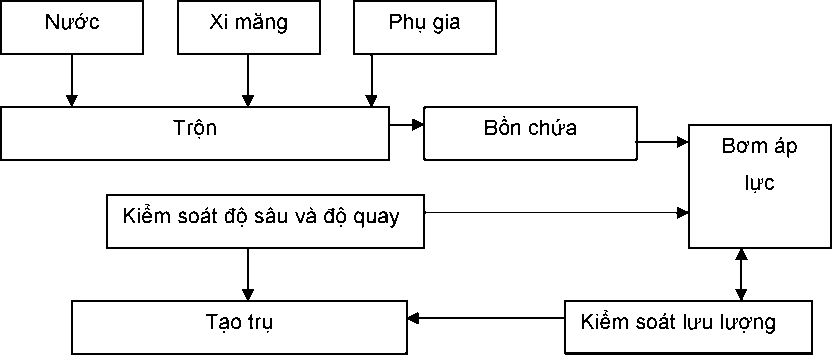 Nước
Xi măng
Phụ gia
Trộn
Bồn chứa
Bơm áp
lực
Kiểm soát độ sâu và độ quay
Tạo trụ
Kiểm soát lưu lượng